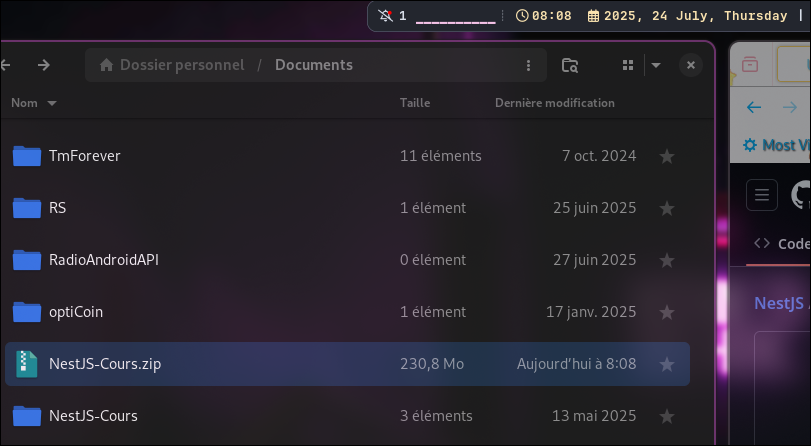 1 08:08 2025, 24 July, Thursday
Dossier personnel / Documents
Nom Taille Dernière modification
TmForever 11 éléments 7 oct. 2024
RS 1 élément 25 juin 2025
RadioAndroidAPI 0 élément 27 juin 2025
optiCoin 1 élément 17 janv. 2025
NestJS-Cours.zip 230,8 Mo Aujourd'hui à 8:08
NestJS-Cours 3 éléments 13 mai 2025
Most Vi
Code
NestJS